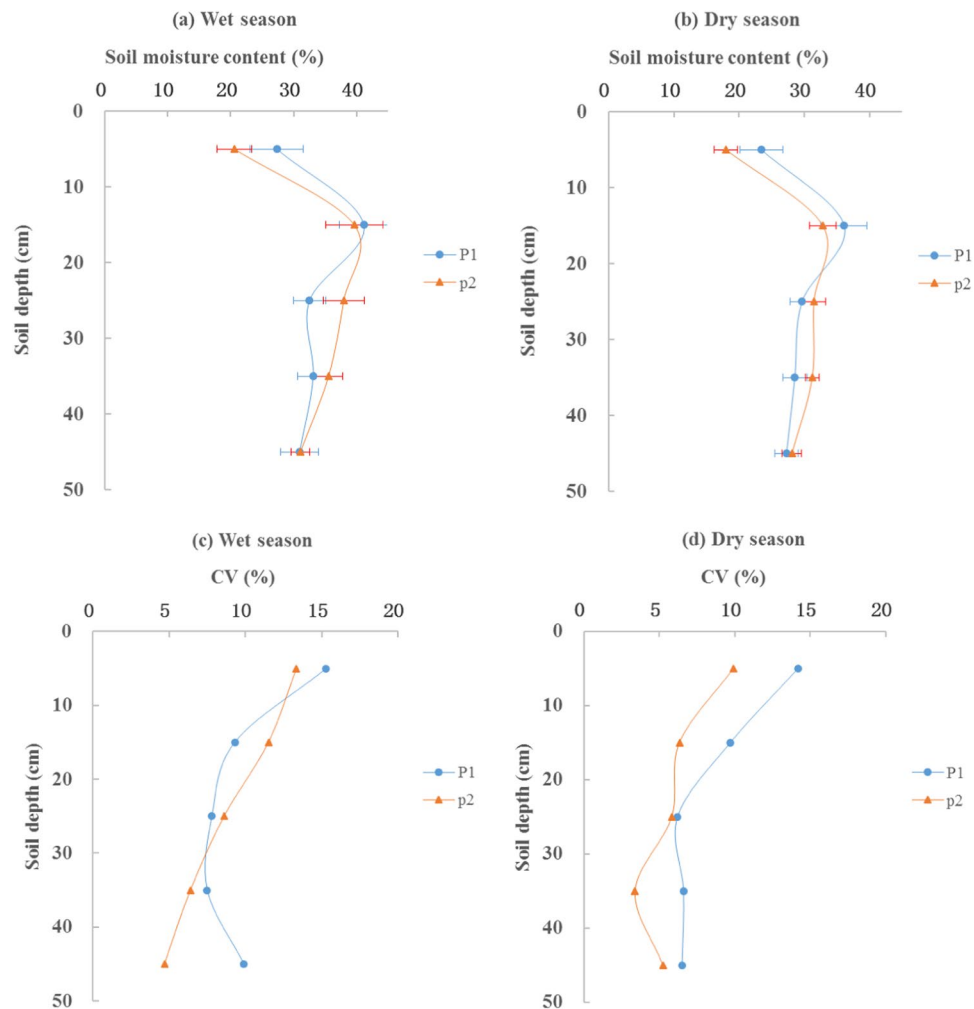 (a) Wet season
Soil moisture content (%)
0 20 30 40
0
10
20
30
40
50
Soil depth (cm)
P1
p2
(b) Dry season
Soil moisture content (%)
0 20 30 40
0
10
20
30
40
50
Soil depth (cm)
P1
p2
(c) Wet season
CV (%)
0 5 10 15 20
0
10
20
30
40
50
Soil depth (cm)
P1
p2
(d) Dry season
CV (%)
0 5 10 15 20
0
10
20
30
40
50
Soil depth (cm)
P1
p2